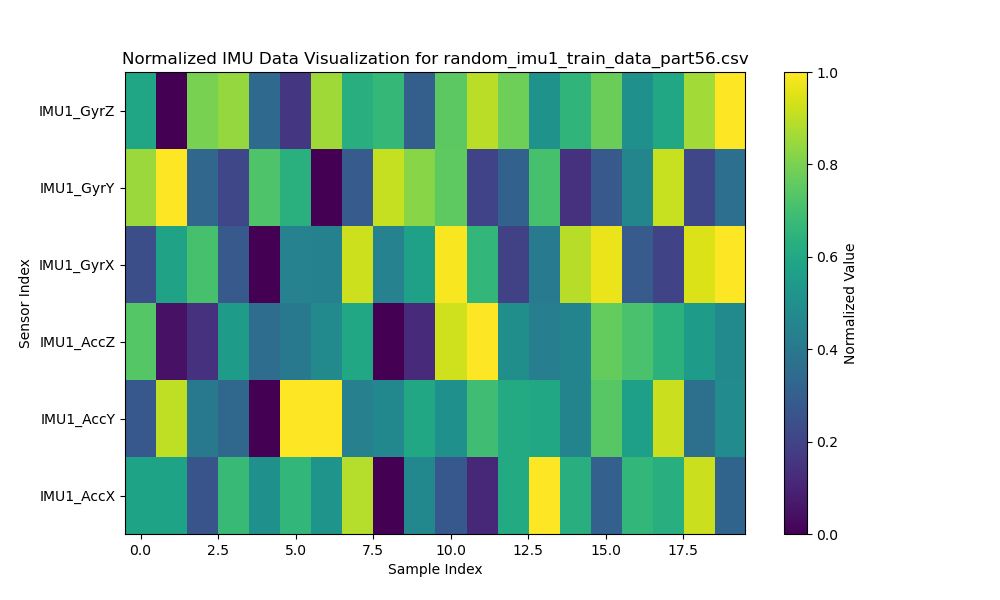 Normalized IMU Data Visualization for random_imu1_train_data_part56.csv
Sensor Index
IMU1_GyrZ
IMU1_GyrY
IMU1_GyrX
IMU1_AccZ
IMU1_AccY
IMU1_AccX
0.0 2.5 5.0 7.5 10.0 12.5 15.0 17.5
Sample Index
1.0
0.8
0.6
0.4
0.2
0.0
Normalized Value